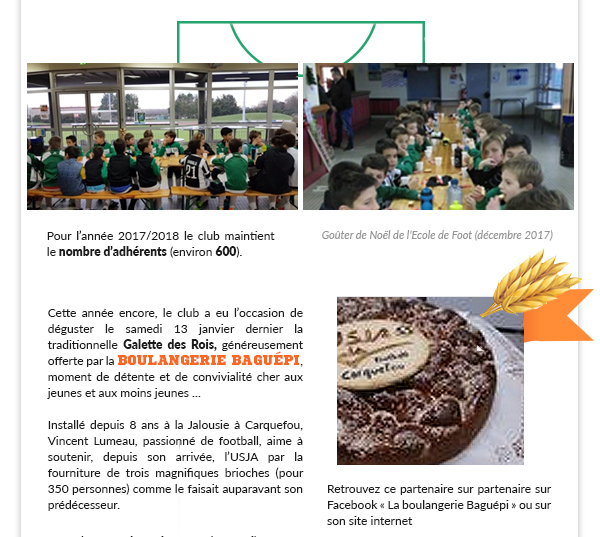 21
Pour l'année 2017/2018 le club maintient
le nombre d'adhérents (environ 600).
Goûter de Noël de l'Ecole de Foot (décembre 2017)
Cette année encore, le club a eu l'occasion de
déguster le samedi 13 janvier dernier la
traditionnelle Galette des Rois, généreusement
offerte par la BOULANGERIE BAGUÉPI,
moment de détente et de convivialité cher aux
jeunes et aux moins jeunes ...
Installé depuis 8 ans à la Jalousie à Carquefou,
Vincent Lumeau, passionné de football, aime à
soutenir, depuis son arrivée, l'USJA par la
fourniture de trois magnifiques brioches (pour
350 personnes) comme le faisait auparavant son
prédécesseur.
USJA
Football
Carquefou
Retrouvez ce partenaire sur partenaire sur
Facebook « La boulangerie Baguépi » ou sur
son site internet